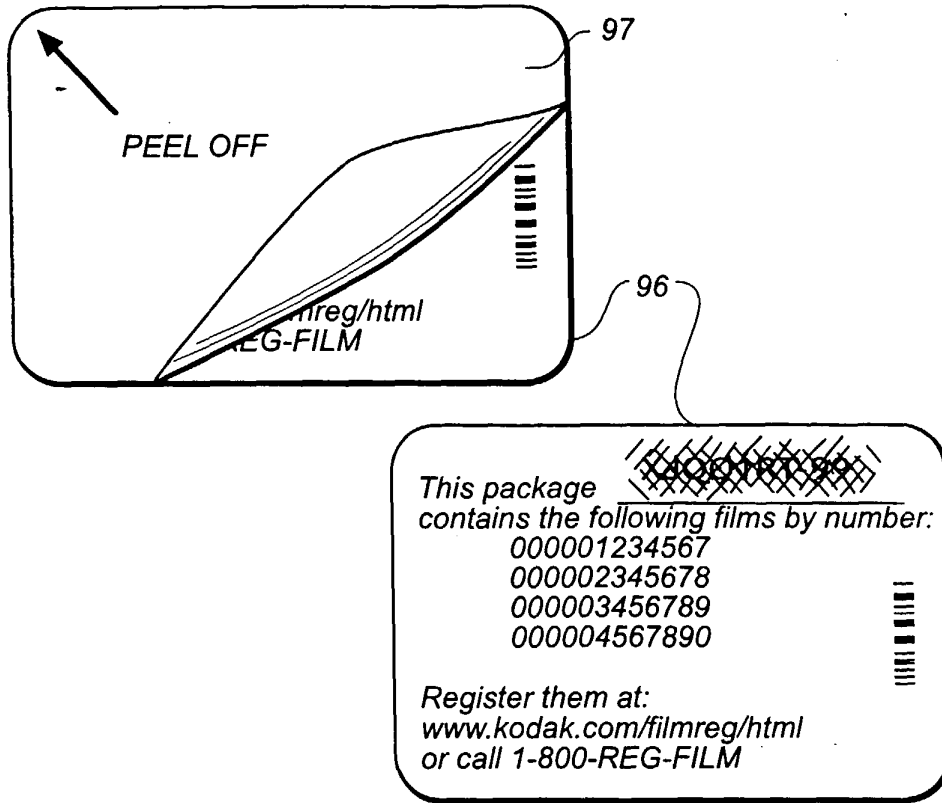 97
PEEL OFF
mreg/html
REG-FILM
96
This package
contains the following films by number:
000001234567
000002345678
000003456789
000004567890
Register them at:
www.kodak.com/filmreg/html
or call 1-800-REG-FILM